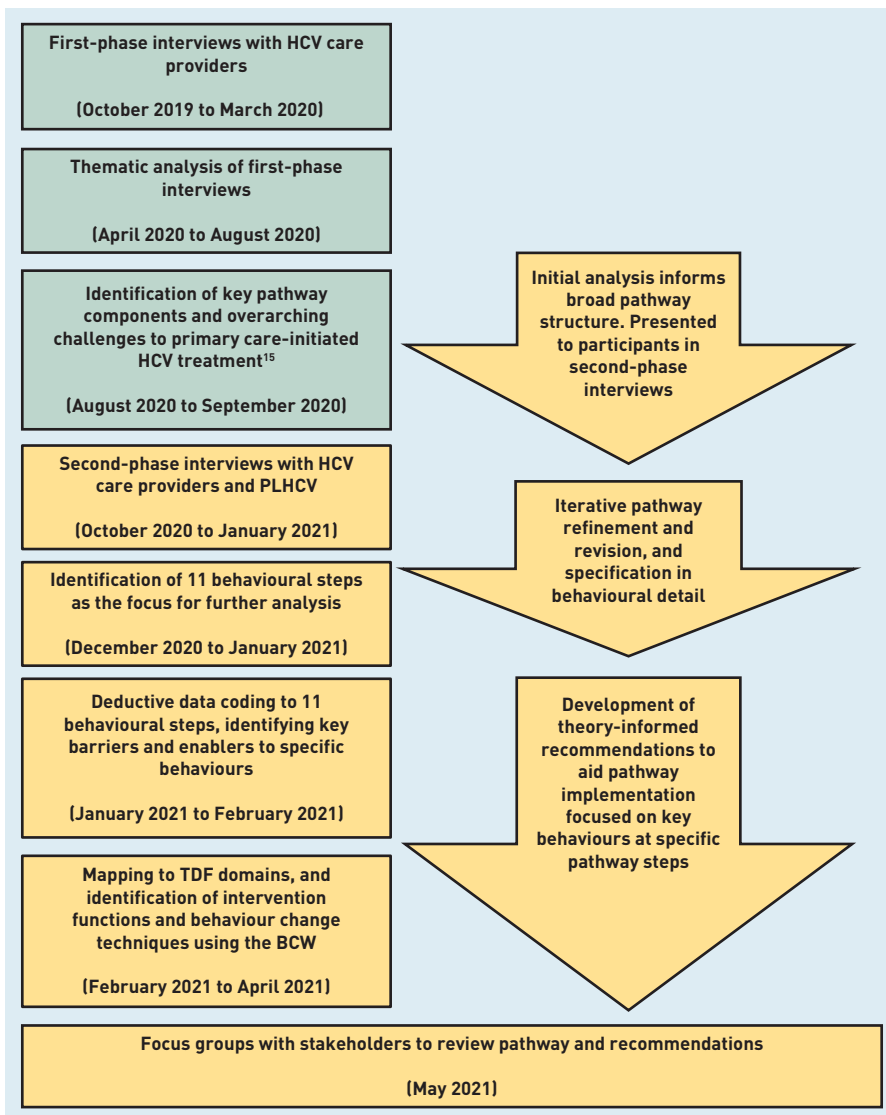 First-phase interviews with HCV care
providers
(October 2019 to March 2020)
Thematic analysis of first-phase
interviews
(April 2020 to August 2020)
Identification of key pathway
components and overarching
challenges to primary care-initiated
HCV treatment¹⁵
(August 2020 to September 2020)
Initial analysis informs
broad pathway
structure. Presented
to participants in
second-phase
interviews
Second-phase interviews with HCV
care providers and PLHCV
(October 2020 to January 2021)
Iterative pathway
refinement and
revision, and
specification in
behavioural detail
Identification of 11 behavioural steps
as the focus for further analysis
(December 2020 to January 2021)
Deductive data coding to 11
behavioural steps, identifying key
barriers and enablers to specific
behaviours
(January 2021 to February 2021)
Development of
theory-informed
recommendations to
aid pathway
implementation
focused on key
behaviours at specific
pathway steps
Mapping to TDF domains, and
identification of intervention
functions and behaviour change
techniques using the BCW
(February 2021 to April 2021)
Focus groups with stakeholders to review pathway and recommendations
(May 2021)